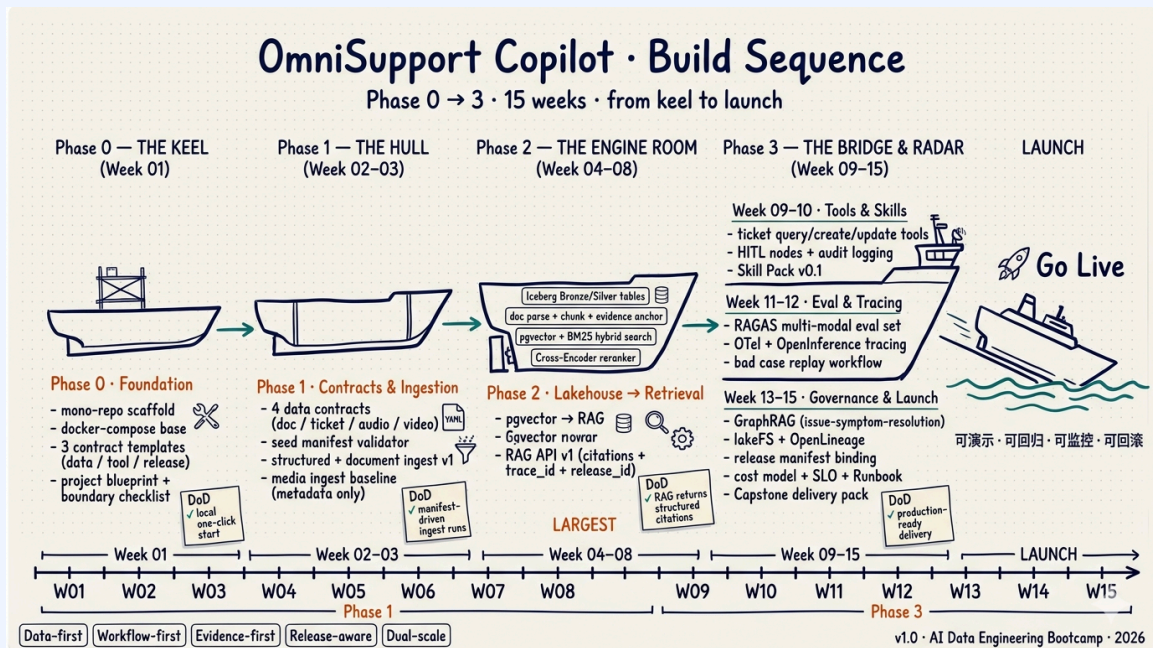 OmniSupport Copilot · Build Sequence
Phase 0 → 3 · 15 weeks · from keel to launch
Phase 0 — THE KEEL
(Week 01)
Phase 1 — THE HULL
(Week 02–03)
Phase 2 — THE ENGINE ROOM
(Week 04–08)
Phase 3 — THE BRIDGE & RADAR
(Week 09–15)
LAUNCH
Phase 0 · Foundation
- mono-repo scaffold
- docker-compose base
- 3 contract templates
(data / tool / release)
- project blueprint +
boundary checklist
DoD
✓ local
one-click
start
Phase 1 · Contracts & Ingestion
- 4 data contracts
(doc / ticket / audio / video)
YAML
- seed manifest validator
- structured + document ingest v1
- media ingest baseline
(metadata only)
DoD
✓ manifest-
driven
ingest runs
Iceberg Bronze/Silver tables
doc parse + chunk + evidence anchor
pgvector + BM25 hybrid search
Cross-Encoder reranker
Phase 2 · Lakehouse → Retrieval
- pgvector → RAG
- Ggvector nowrar
- RAG API v1 (citations +
trace_id + release_id)
DoD
✓ RAG returns
structured
citations
LARGEST
Week 09–10 · Tools & Skills
- ticket query/create/update tools
- HITL nodes + audit logging
- Skill Pack v0.1
Week 11–12 · Eval & Tracing
- RAGAS multi-modal eval set
- OTel + OpenInference tracing
- bad case replay workflow
Week 13–15 · Governance & Launch
- GraphRAG (issue-symptom-resolution)
- lakeFS + OpenLineage
- release manifest binding
- cost model + SLO + Runbook
- Capstone delivery pack
DoD
✓ production-
ready
delivery
Go Live
可演示 · 可回归 · 可监控 · 可回滚
Week 01
Week 02–03
Week 04–08
Week 09–15
LAUNCH
W01 W02 W03 W04 W05 W06 W07 W08 W09 W10 W11 W12 W13 W14 W15
Phase 1
Phase 3
Data-first
Workflow-first
Evidence-first
Release-aware
Dual-scale
v1.0 · AI Data Engineering Bootcamp · 2026